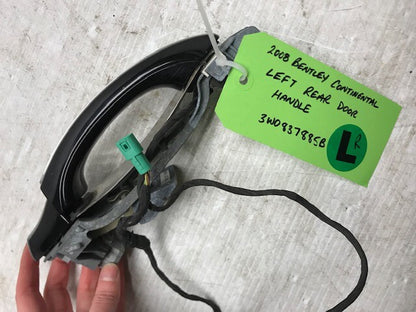 2008 BENTLEY CONTINENTAL
LEFT REAR DOOR
HANDLE
3W0837885B
L R